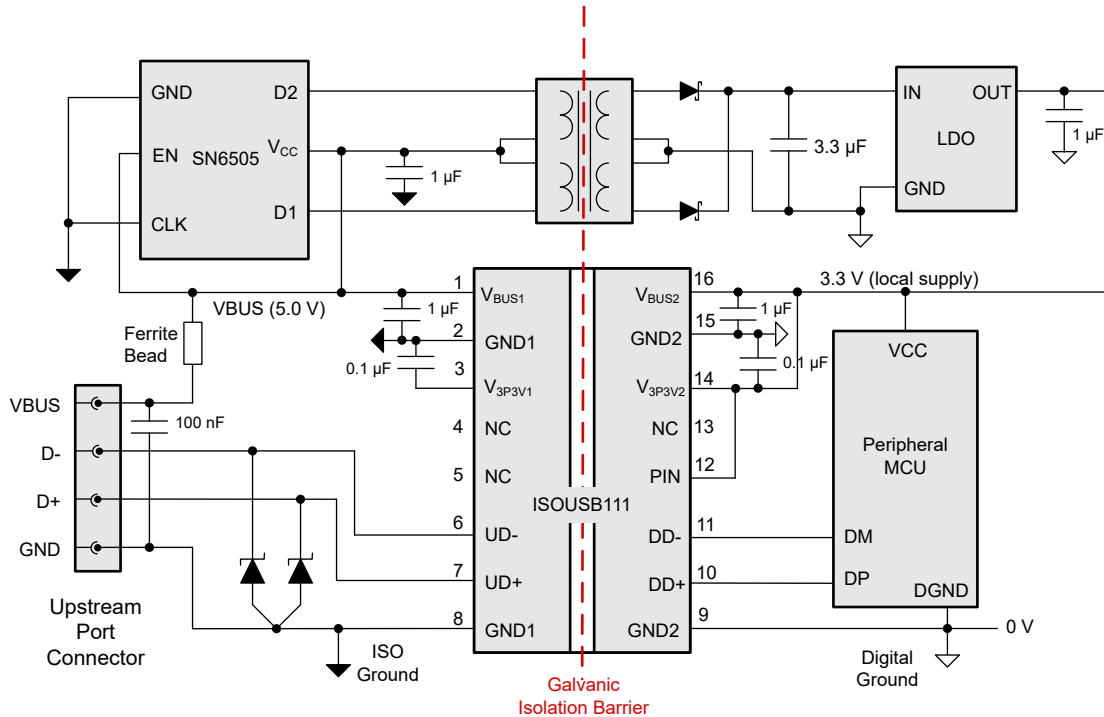 GND
D2
EN
SN6505
VCC
CLK
D1
1 µF
3.3 µF
IN
OUT
LDO
GND
1 µF
VBUS (5.0 V)
Ferrite
Bead
1
VBUS1
1 µF
2
GND1
0.1 µF
3
V3P3V1
4
NC
5
NC
6
UD-
7
UD+
8
GND1
ISOUSB111
16
VBUS2
3.3 V (local supply)
1 µF
15
GND2
0.1 µF
14
V3P3V2
13
NC
12
PIN
11
DD-
10
DD+
9
GND2
VCC
Peripheral
MCU
DM
DP
DGND
0 V
VBUS
100 nF
D-
D+
GND
Upstream
Port
Connector
ISO
Ground
Galvanic
Isolation Barrier
Digital
Ground